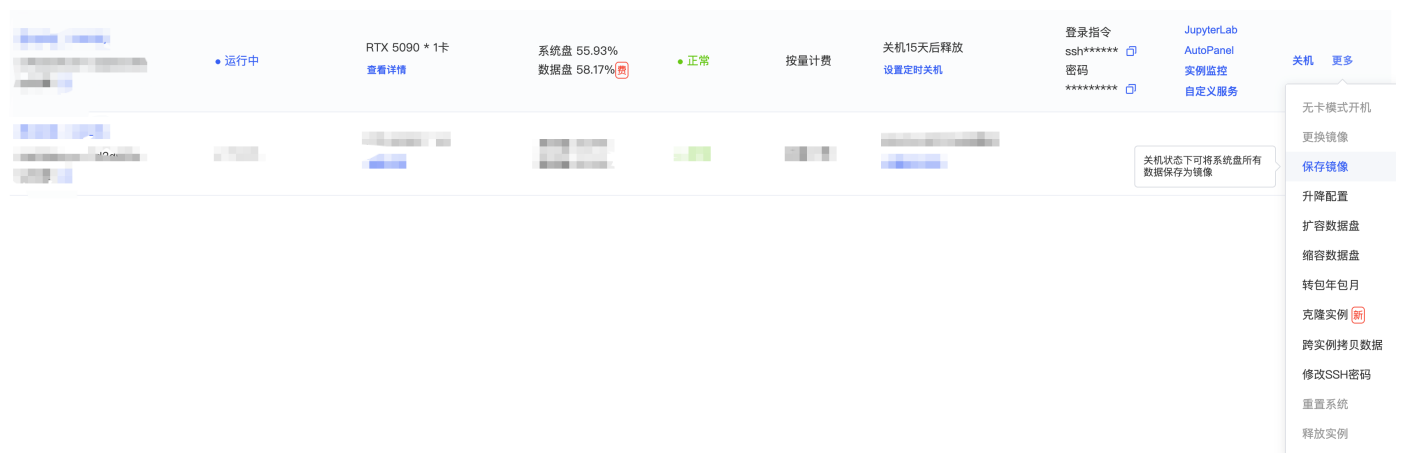 运行中
RTX 5090 * 1卡
查看详情
系统盘 55.93%
数据盘 58.17% 费
正常
按量计费
关机15天后释放
设置定时关机
登录指令
ssh******
密码
*********
JupyterLab
AutoPanel
实例监控
自定义服务
关机 更多
无卡模式开机
更换镜像
关机状态下可将系统盘所有
数据保存为镜像
保存镜像
升降配置
扩容数据盘
缩容数据盘
转包年包月
克隆实例 新
跨实例拷贝数据
修改SSH密码
重置系统
释放实例